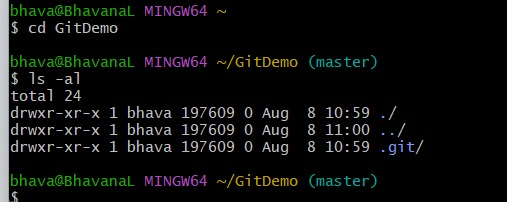 bhava@BhavanaL MINGW64 ~
$ cd GitDemo
bhava@BhavanaL MINGW64 ~/GitDemo (master)
$ ls -al
total 24
drwxr-xr-x 1 bhava 197609 0 Aug  8 10:59 ./
drwxr-xr-x 1 bhava 197609 0 Aug  8 11:00 ../
drwxr-xr-x 1 bhava 197609 0 Aug  8 10:59 .git/
bhava@BhavanaL MINGW64 ~/GitDemo (master)
$